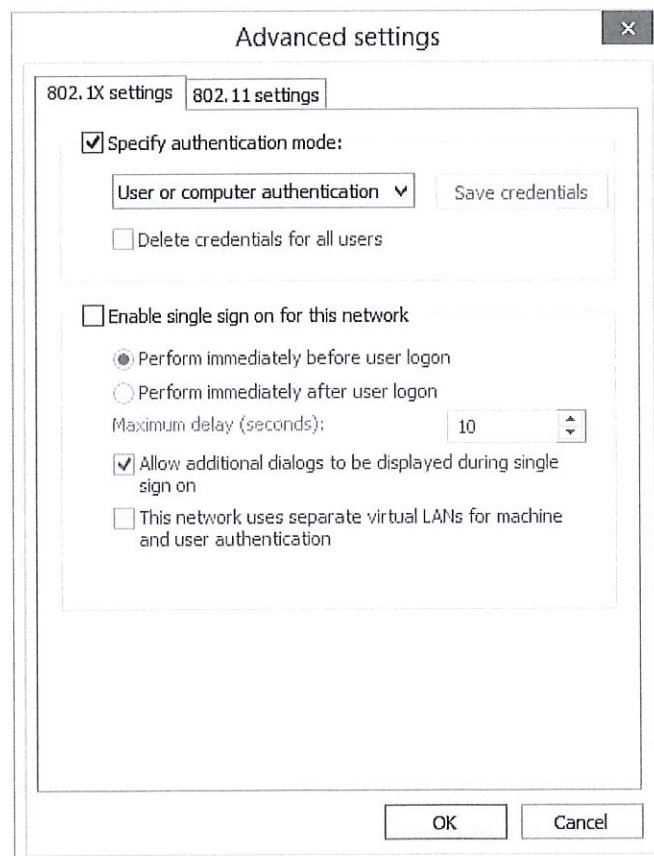 Advanced settings
802.1X settings 802.11 settings
Specify authentication mode:
User or computer authentication Save credentials
Delete credentials for all users
Enable single sign on for this network
Perform immediately before user logon
Perform immediately after user logon
Maximum delay (seconds): 10
Allow additional dialogs to be displayed during single
sign on
This network uses separate virtual LANs for machine
and user authentication
OK Cancel